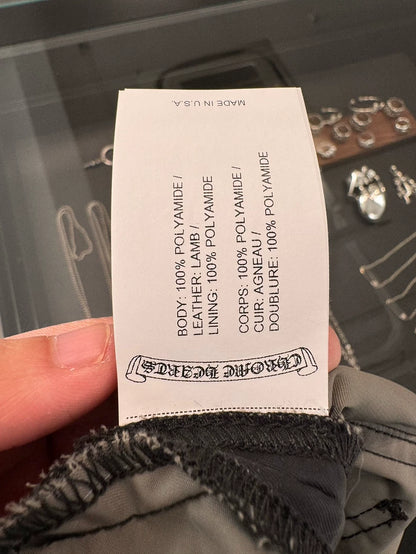 MADE IN U.S.A.
BODY: 100% POLYAMIDE /
LEATHER: LAMB /
LINING: 100% POLYAMIDE
CORPS: 100% POLYAMIDE /
CUIR: AGNEAU /
DOUBLURE: 100% POLYAMIDE
CHROME HEARTS